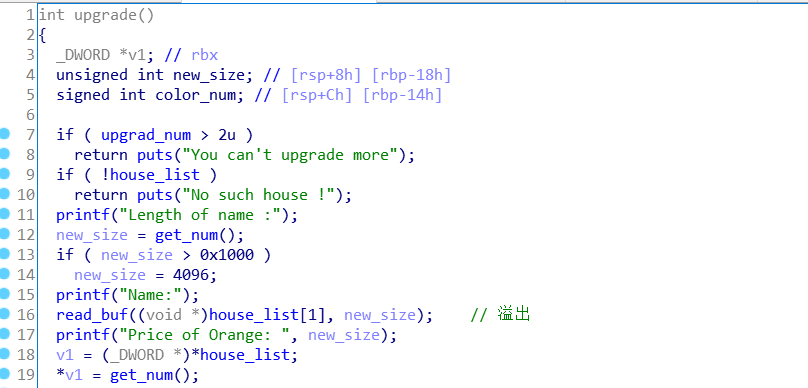 1 int upgrade()
2 {
3   _DWORD *v1; // rbx
4   unsigned int new_size; // [rsp+8h] [rbp-18h]
5   signed int color_num; // [rsp+Ch] [rbp-14h]
6
7   if ( upgrad_num > 2u )
8     return puts("You can't upgrade more");
9   if ( !house_list )
10     return puts("No such house !");
11   printf("Length of name :");
12   new_size = get_num();
13   if ( new_size > 0x1000 )
14     new_size = 4096;
15   printf("Name:");
16   read_buf((void *)house_list[1], new_size);    // 溢出
17   printf("Price of Orange: ", new_size);
18   v1 = (_DWORD *)*house_list;
19   *v1 = get_num();